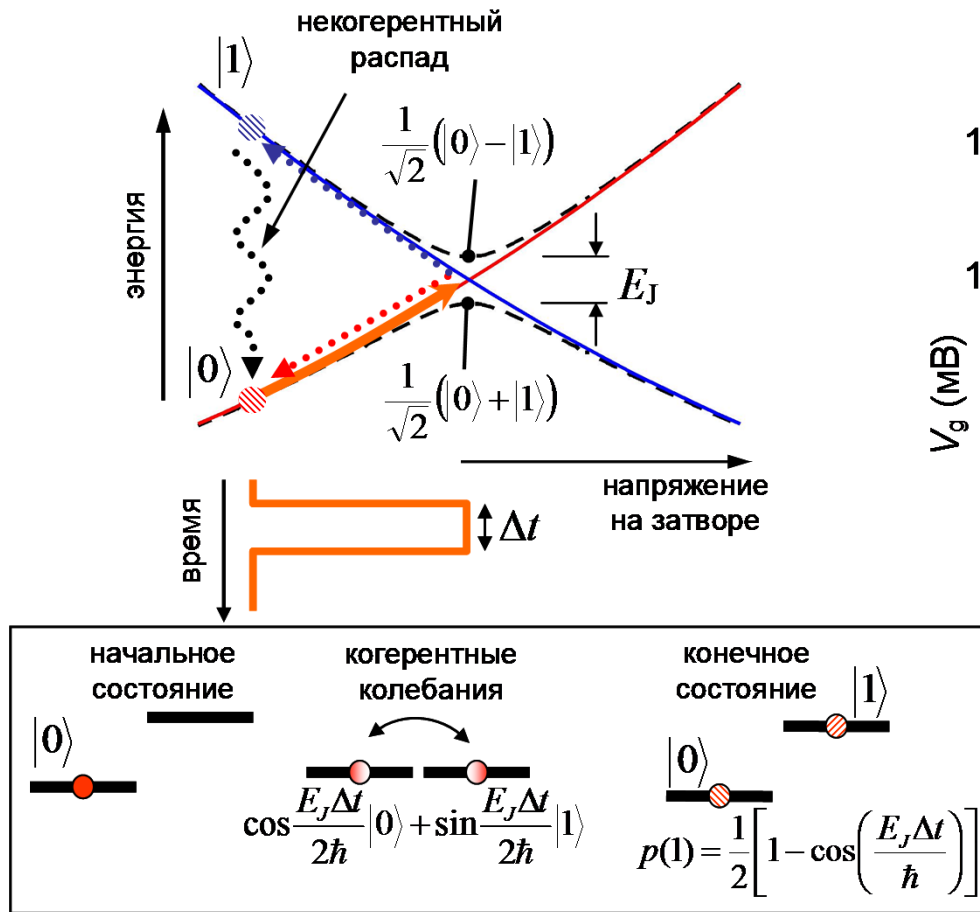 некогерентный
распад
|1⟩
1/√2 (|0⟩−|1⟩)
1
энергия
E_J
1
|0⟩
1/√2 (|0⟩+|1⟩)
V_g (мВ)
напряжение
на затворе
время
Δt
начальное
состояние
|0⟩
когерентные
колебания
cos E_JΔt/2ħ |0⟩ + sin E_JΔt/2ħ |1⟩
конечное
состояние
|1⟩
|0⟩
p(1) = 1/2 [1 − cos(E_JΔt/ħ)]